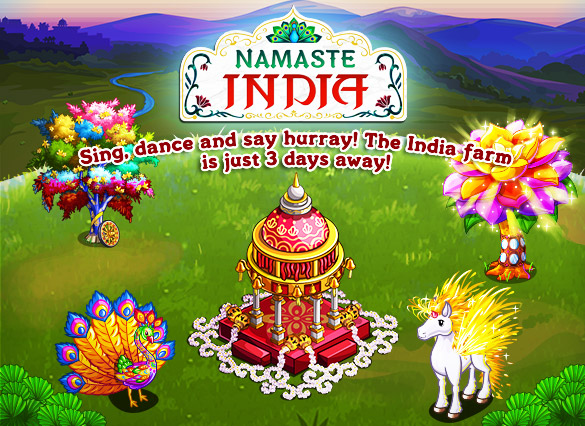 NAMASTE
INDIA
Sing, dance and say hurray! The India farm
is just 3 days away!